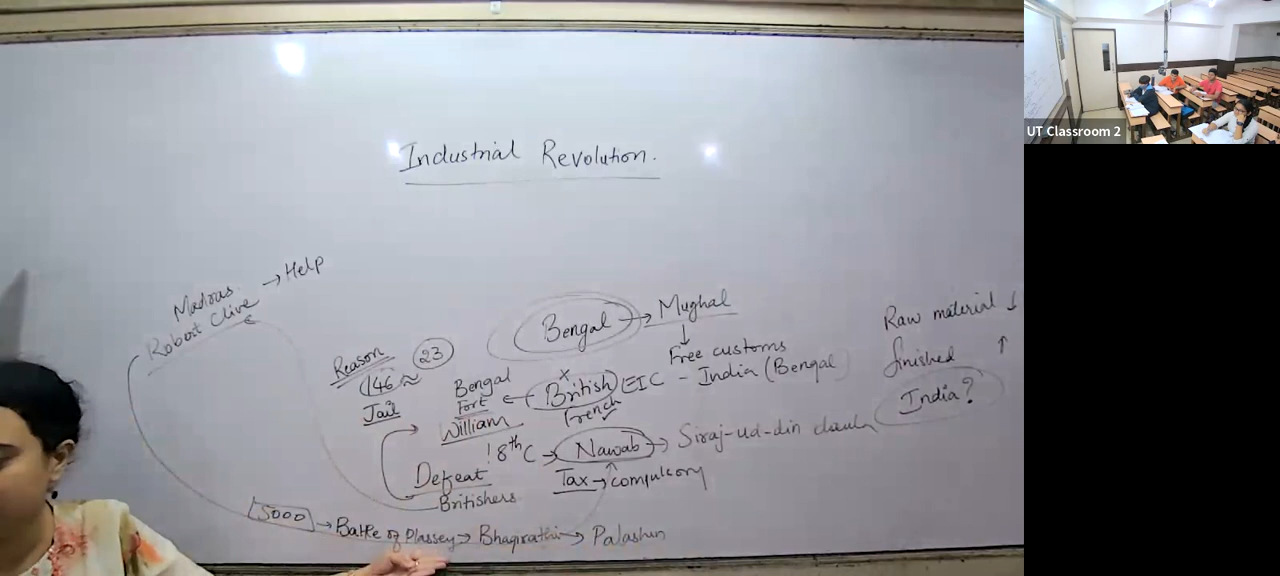 Industrial Revolution.
Madras → Help
Robert Clive
Bengal → Mughal
↓
Free customs
Raw material ↓
finished ↑
India?
Reason
146 ≈ 23
Jail
Bengal
Fort
William
X
British EIC - India (Bengal)
French ✓
18thC → Nawab → Siraj-ud-din daula
Tax → compulsory
Defeat
Britishers
5000 → Battle of Plassey → Bhagirathi → Palashin
UT Classroom 2